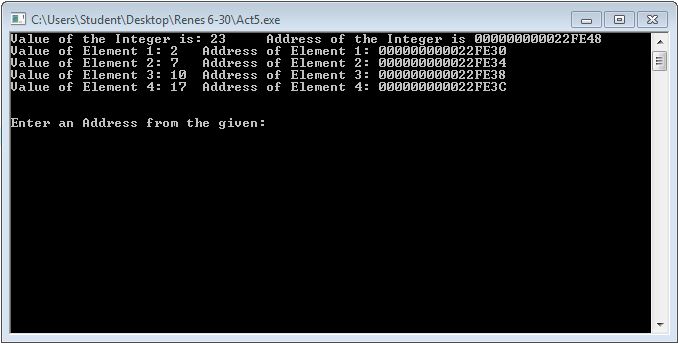 C:\Users\Student\Desktop\Renes 6-30\Act5.exe
Value of the Integer is: 23     Address of the Integer is 000000000022FE48
Value of Element 1: 2   Address of Element 1: 000000000022FE30
Value of Element 2: 7   Address of Element 2: 000000000022FE34
Value of Element 3: 10  Address of Element 3: 000000000022FE38
Value of Element 4: 17  Address of Element 4: 000000000022FE3C
Enter an Address from the given: